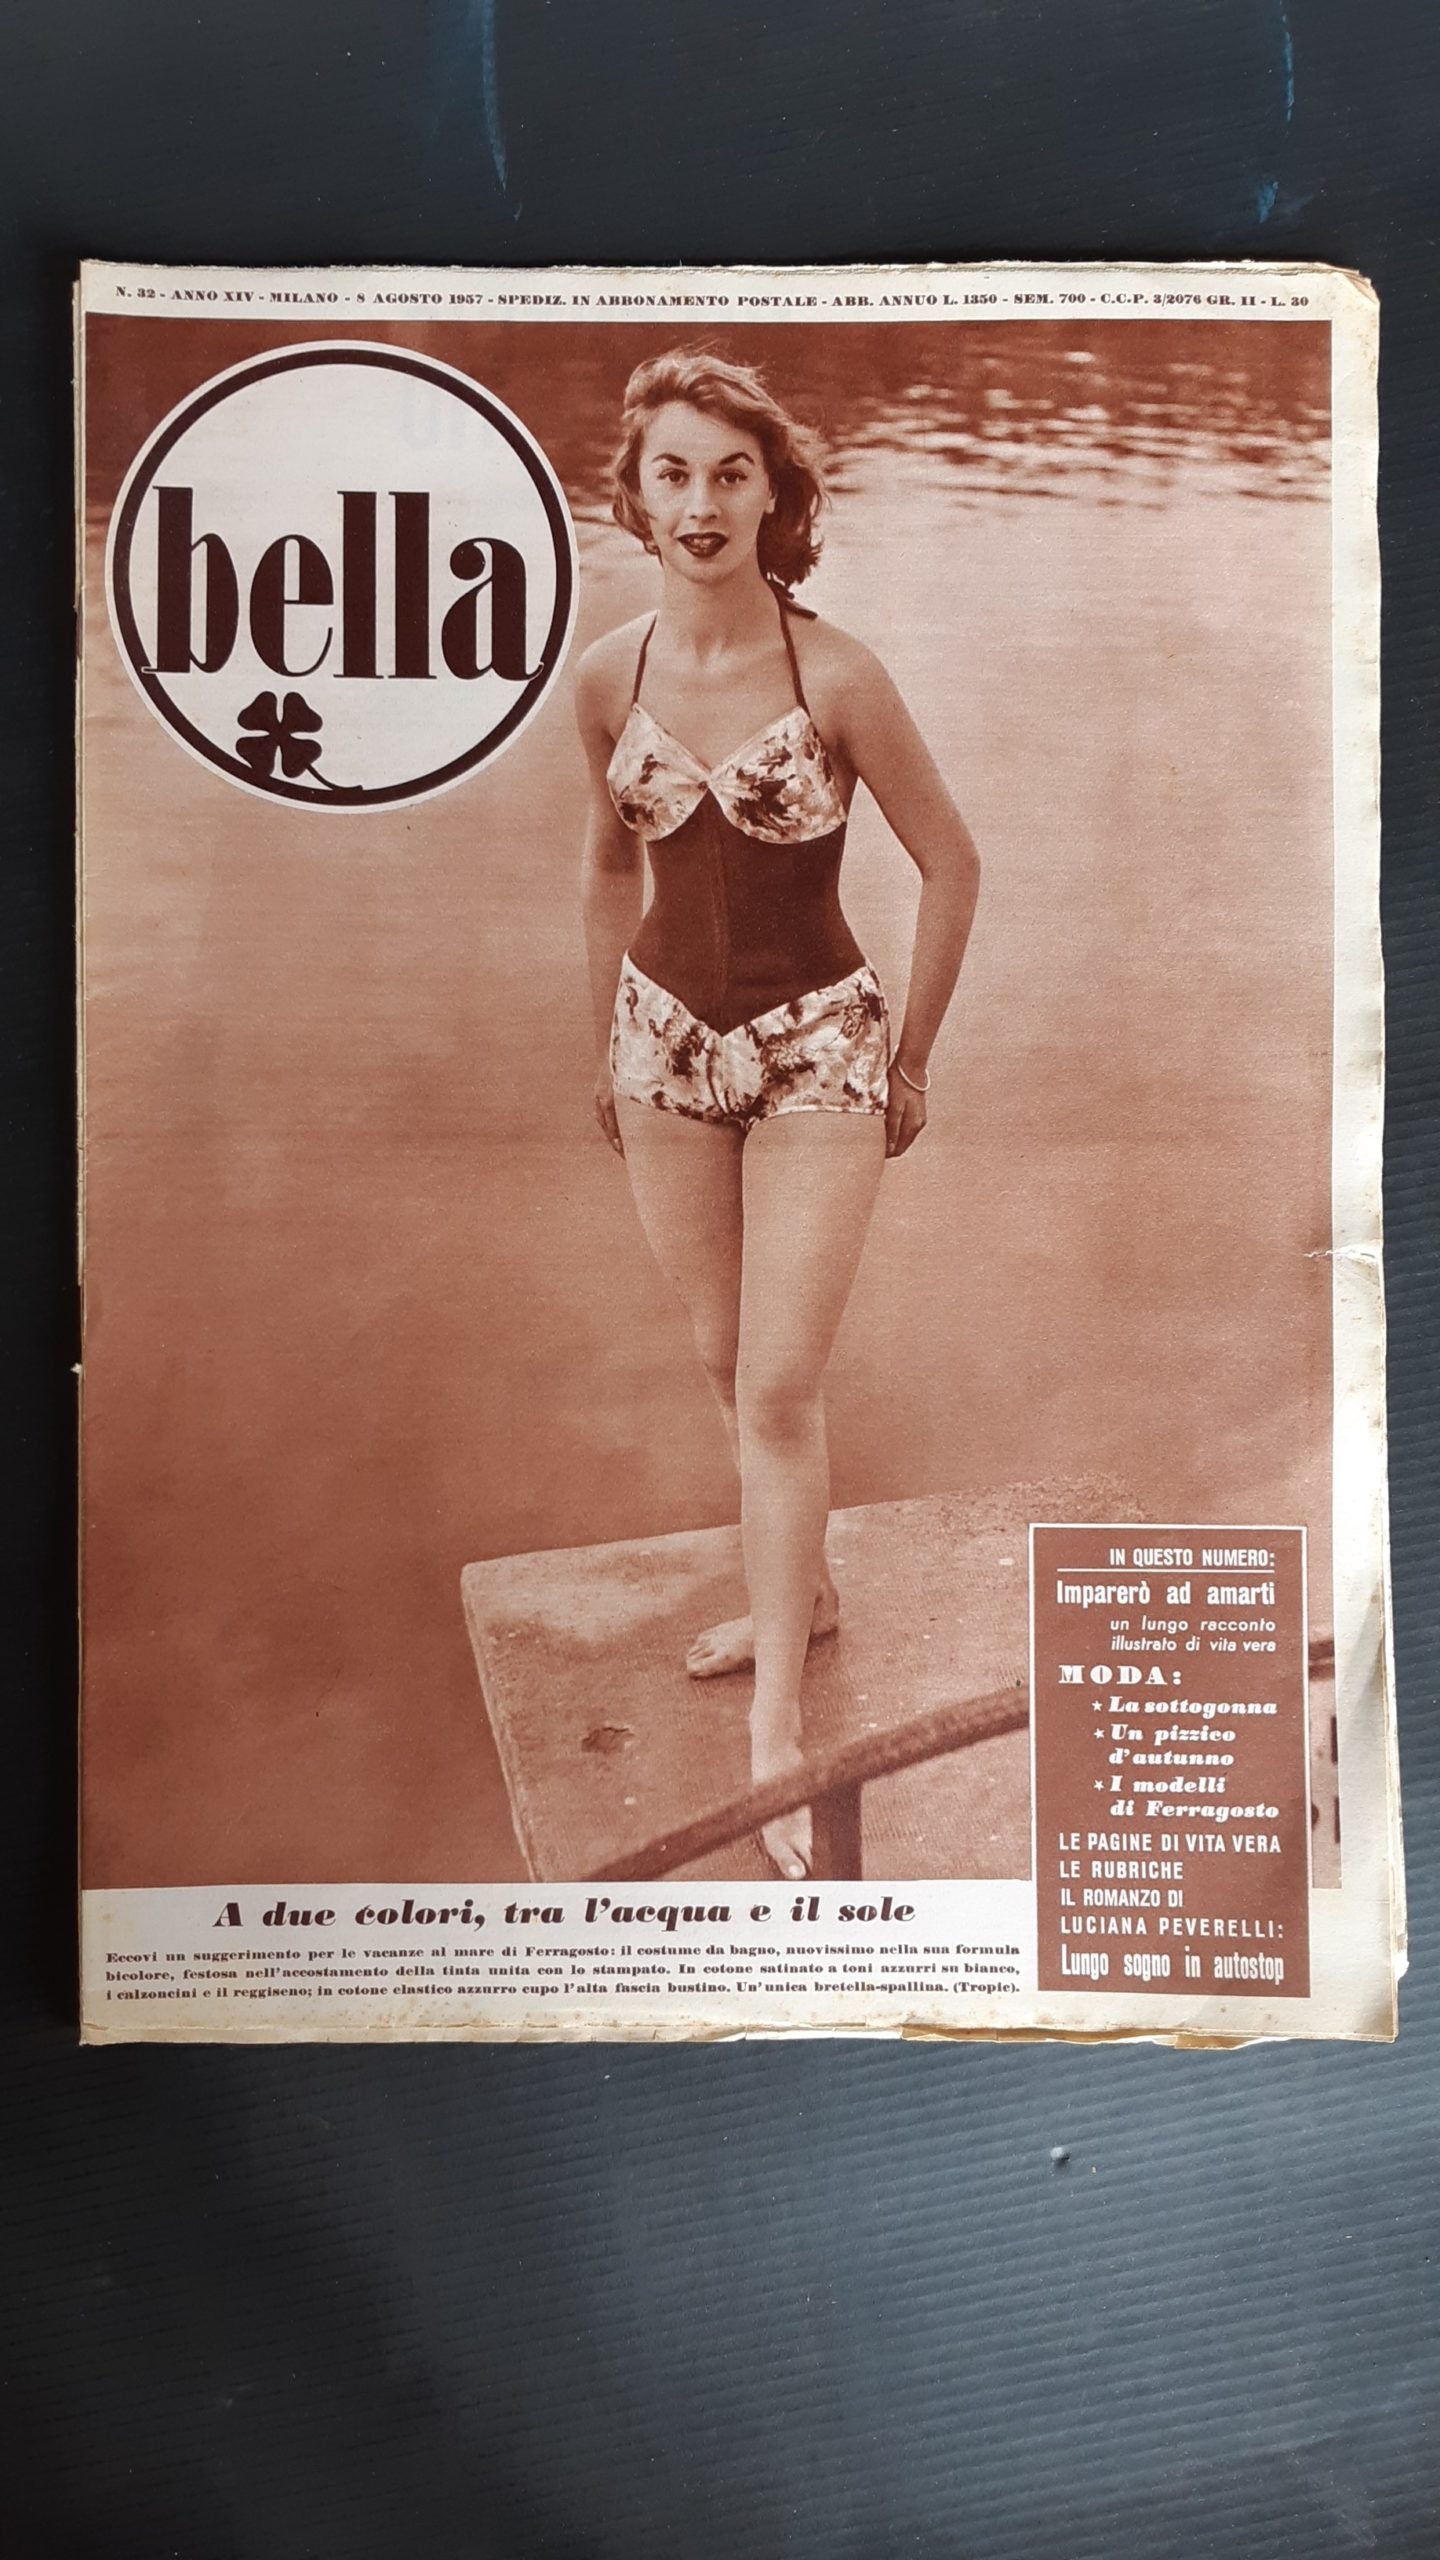 N. 32 - ANNO XIV - MILANO - 8 AGOSTO 1957 - SPEDIZ. IN ABBONAMENTO POSTALE - ABB. ANNUO L. 1350 - SEM. 700 - C.C.P. 3/2076 GR. II - L. 30
bella
IN QUESTO NUMERO:
Imparerò ad amarti
un lungo racconto
illustrato di vita vera
MODA:
★ La sottogonna
★ Un pizzico
d'autunno
★ I modelli
di Ferragosto
LE PAGINE DI VITA VERA
LE RUBRICHE
IL ROMANZO DI
LUCIANA PEVERELLI:
Lungo sogno in autostop
A due colori, tra l'acqua e il sole
Eccovi un suggerimento per le vacanze al mare di Ferragosto: il costume da bagno, nuovissimo nella sua formula
bicolore, festosa nell'accostamento della tinta unita con lo stampato. In cotone satinato a toni azzurri su bianco,
i calzoncini e il reggiseno; in cotone elastico azzurro cupo l'alta fascia bustino. Un'unica bretella-spallina. (Tropic).